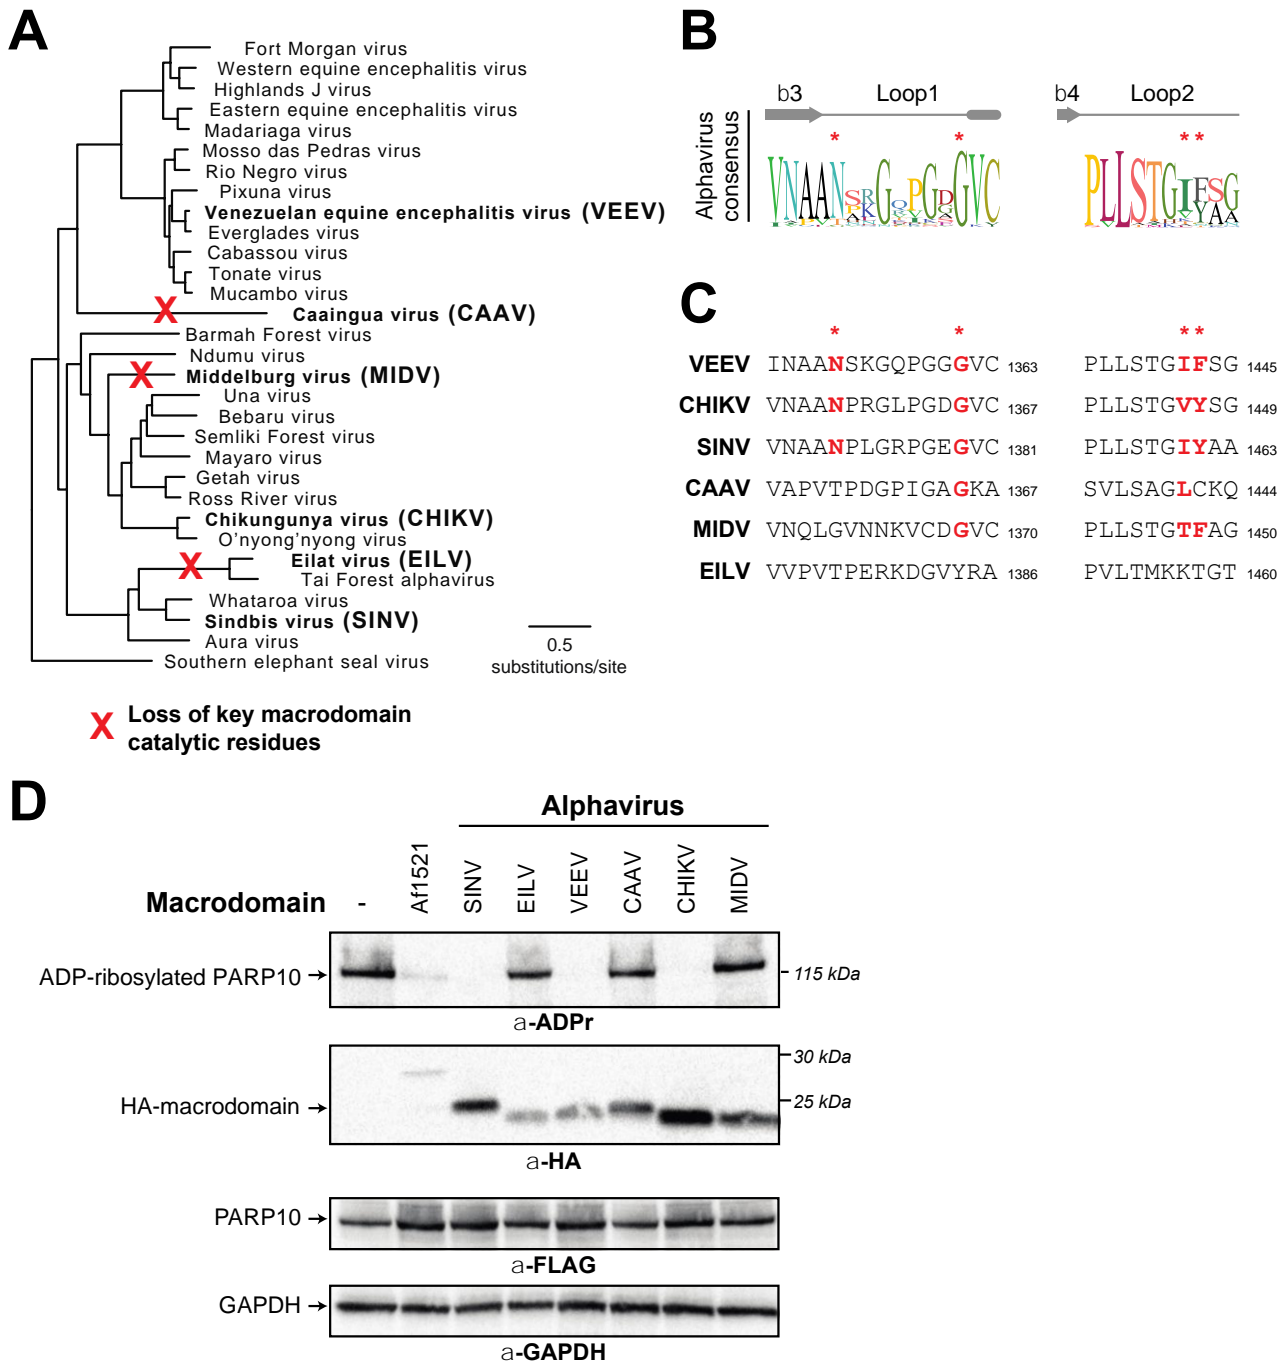 A
Fort Morgan virus
Western equine encephalitis virus
Highlands J virus
Eastern equine encephalitis virus
Madariaga virus
Mosso das Pedras virus
Rio Negro virus
Pixuna virus
Venezuelan equine encephalitis virus (VEEV)
Everglades virus
Cabassou virus
Tonate virus
Mucambo virus
X
Caaingua virus (CAAV)
Barmah Forest virus
Ndumu virus
X
Middelburg virus (MIDV)
Una virus
Bebaru virus
Semliki Forest virus
Mayaro virus
Getah virus
Ross River virus
Chikungunya virus (CHIKV)
O'nyong'nyong virus
X
Eilat virus (EILV)
Tai Forest alphavirus
Whataroa virus
Sindbis virus (SINV)
Aura virus
Southern elephant seal virus
0.5
substitutions/site
X Loss of key macrodomain
catalytic residues
B
Alphavirus
consensus
b3 Loop1 b4 Loop2
* * * *
VNAAN G PG GVC PLLSTGIFSG
C
* * * *
VEEV INAANSKGQPGGGVC 1363 PLLSTGIFSG 1445
CHIKV VNAANPRGLPGDGVC 1367 PLLSTGVYSG 1449
SINV VNAANPLGRPGEGVC 1381 PLLSTGIYAA 1463
CAAV VAPVTPDGPIGAGKA 1367 SVLSAGLCKQ 1444
MIDV VNQLGVNNKVCDGVC 1370 PLLSTGTFAG 1450
EILV VVPVTPERKDGVYRA 1386 PVLTMKKTGT 1460
D
Alphavirus
Macrodomain - Af1521 SINV EILV VEEV CAAV CHIKV MIDV
ADP-ribosylated PARP10 → 115 kDa
a-ADPr
30 kDa
HA-macrodomain → 25 kDa
a-HA
PARP10 →
a-FLAG
GAPDH →
a-GAPDH